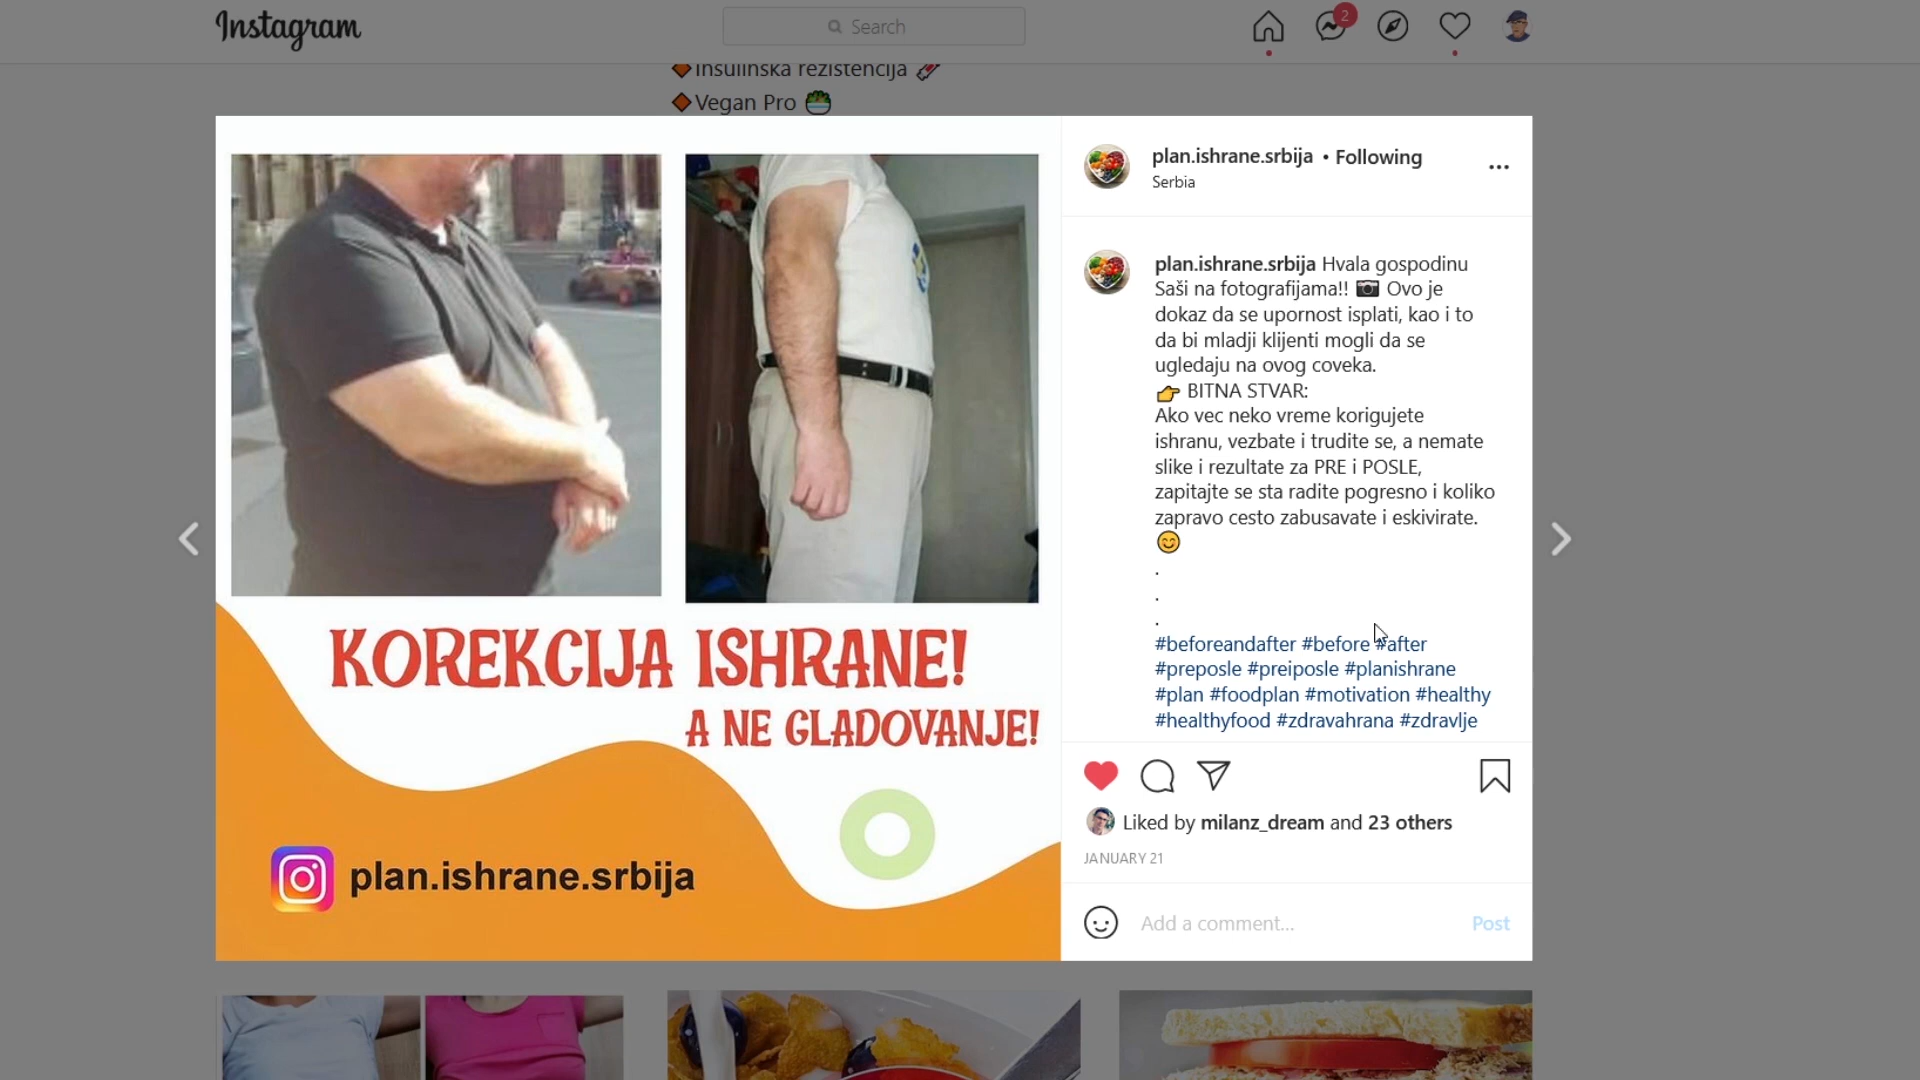 Instagram
Search
2
Insulinska rezistencija
Vegan Pro
KOREKCIJA ISHRANE!
A NE GLADOVANJE!
plan.ishrane.srbija
plan.ishrane.srbija • Following
Serbia
plan.ishrane.srbija Hvala gospodinu
Saši na fotografijama!! 📷 Ovo je
dokaz da se upornost isplati, kao i to
da bi mladji klijenti mogli da se
ugledaju na ovog coveka.
👉 BITNA STVAR:
Ako vec neko vreme korigujete
ishranu, vezbate i trudite se, a nemate
slike i rezultate za PRE i POSLE,
zapitajte se sta radite pogresno i koliko
zapravo cesto zabusavate i eskivirate.
😊
.
.
.
#beforeandafter #before #after
#preposle #preiposle #planishrane
#plan #foodplan #motivation #healthy
#healthyfood #zdravahrana #zdravlje
Liked by milanz_dream and 23 others
JANUARY 21
Add a comment...
Post